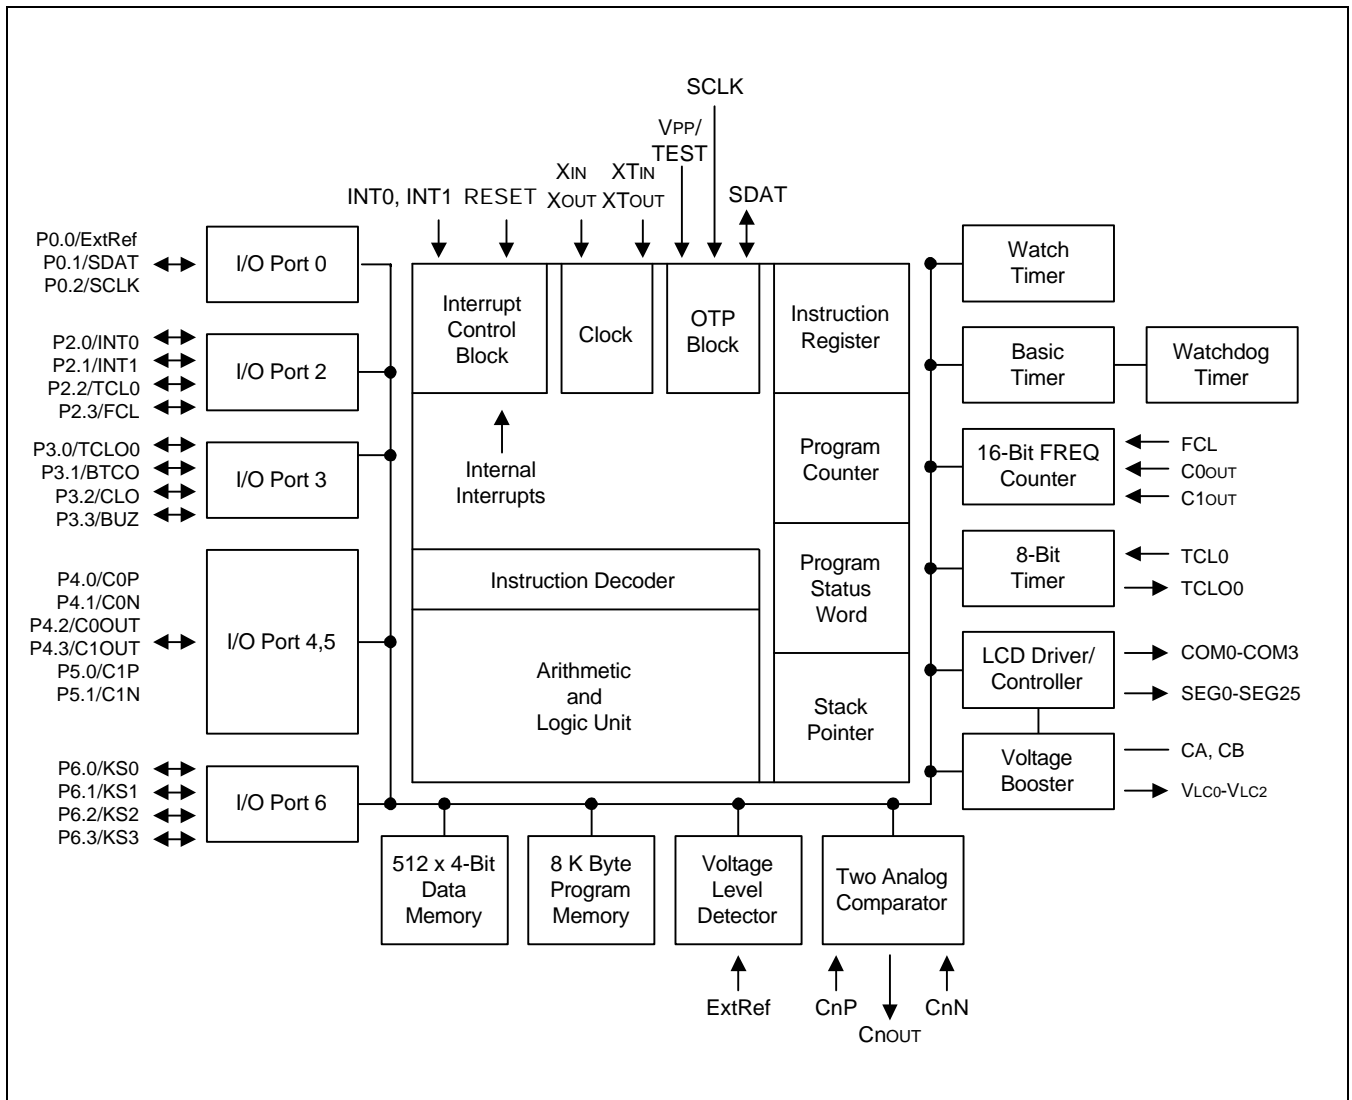 SCLK
VPP/
TEST
XIN
XOUT
XTIN
XTOUT
SDAT
INT0, INT1
RESET
P0.0/ExtRef
P0.1/SDAT
P0.2/SCLK
I/O Port 0
P2.0/INT0
P2.1/INT1
P2.2/TCL0
P2.3/FCL
I/O Port 2
P3.0/TCLO0
P3.1/BTCO
P3.2/CLO
P3.3/BUZ
I/O Port 3
P4.0/C0P
P4.1/C0N
P4.2/C0OUT
P4.3/C1OUT
P5.0/C1P
P5.1/C1N
I/O Port 4,5
P6.0/KS0
P6.1/KS1
P6.2/KS2
P6.3/KS3
I/O Port 6
Interrupt
Control
Block
Clock
OTP
Block
Instruction
Register
Internal
Interrupts
Program
Counter
Instruction Decoder
Program
Status
Word
Arithmetic
and
Logic Unit
Stack
Pointer
Watch
Timer
Basic
Timer
Watchdog
Timer
16-Bit FREQ
Counter
FCL
C0OUT
C1OUT
8-Bit
Timer
TCL0
TCLO0
LCD Driver/
Controller
COM0-COM3
SEG0-SEG25
Voltage
Booster
CA, CB
VLC0-VLC2
512 x 4-Bit
Data
Memory
8 K Byte
Program
Memory
Voltage
Level
Detector
Two Analog
Comparator
ExtRef
CnP
CnOUT
CnN